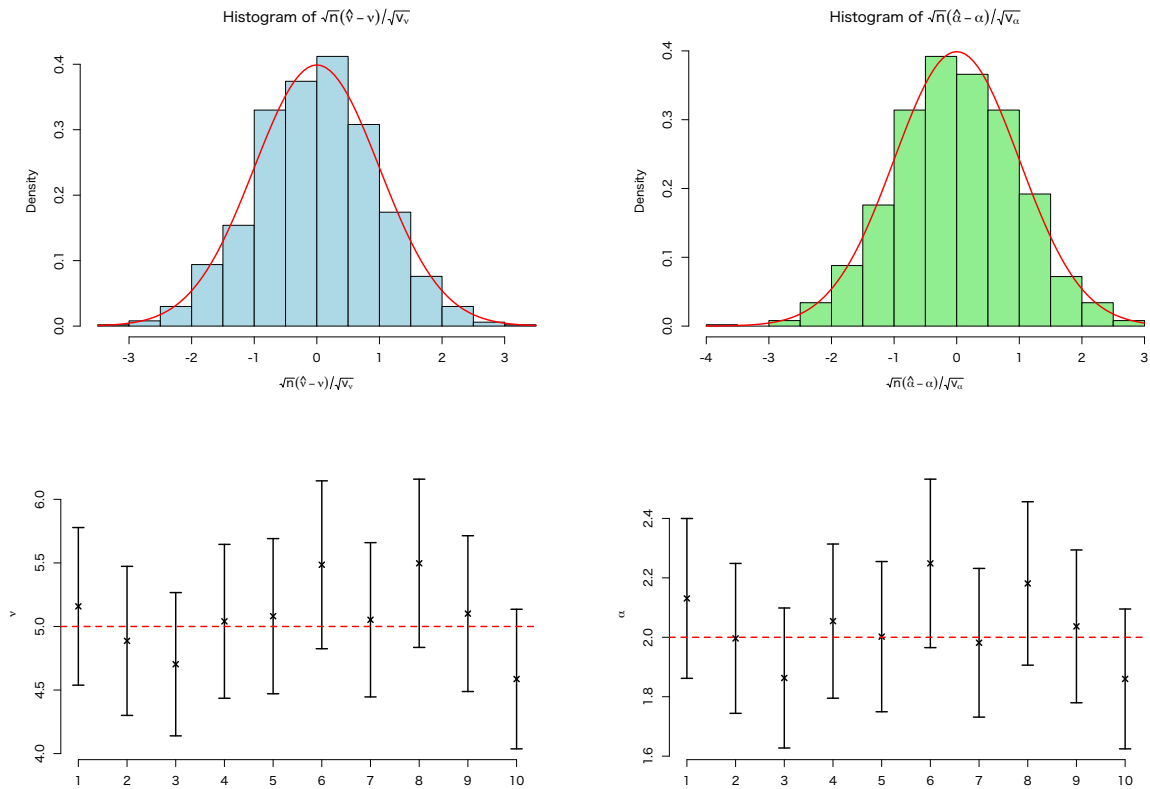 Histogram of √n(ν̂ − ν)/√vᵥ
Density
0.0 0.1 0.2 0.3 0.4
-3 -2 -1 0 1 2 3
√n(ν̂ − ν)/√vᵥ
Histogram of √n(α̂ − α)/√v_α
Density
0.0 0.1 0.2 0.3 0.4
-4 -3 -2 -1 0 1 2 3
√n(α̂ − α)/√v_α
ν
4.0 4.5 5.0 5.5 6.0
1 2 3 4 5 6 7 8 9 10
α
1.6 1.8 2.0 2.2 2.4
1 2 3 4 5 6 7 8 9 10